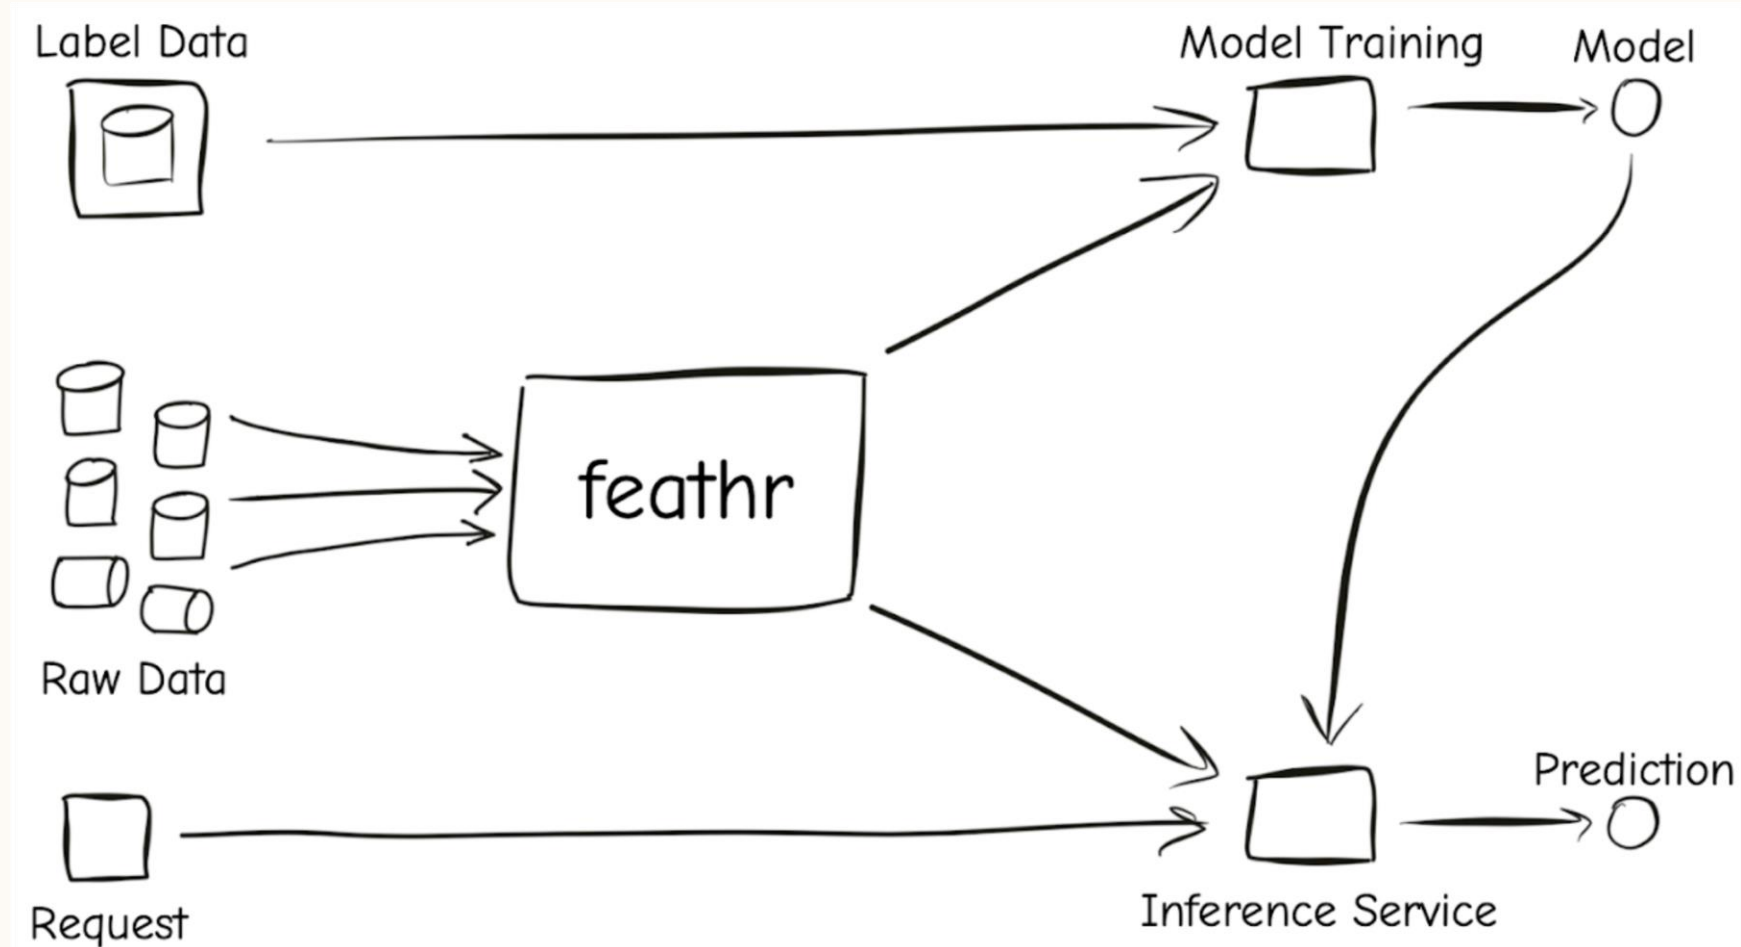 Label Data
Model Training
Model
feathr
Raw Data
Prediction
Request
Inference Service